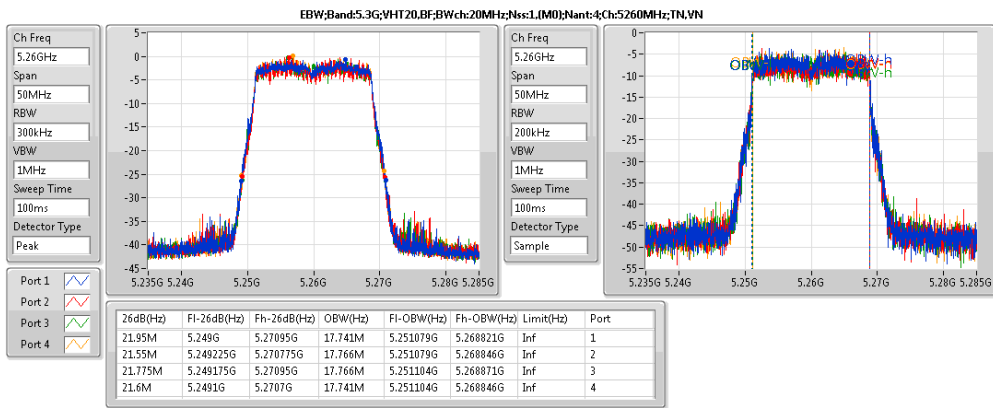 EBW;Band:5.3G;VHT20,BF;BWch:20MHz;Nss:1,(M0);Nant:4;Ch:5260MHz;TN,VN
Ch Freq
5.26GHz
Span
50MHz
RBW
300kHz
VBW
1MHz
Sweep Time
100ms
Detector Type
Peak
5-
0-
-5-
-10-
-15-
-20-
-25-
-30-
-35-
-40-
-45-
5.235G 5.24G 5.25G 5.26G 5.27G 5.28G 5.285G
Ch Freq
5.26GHz
Span
50MHz
RBW
200kHz
VBW
1MHz
Sweep Time
100ms
Detector Type
Sample
0-
-5-
-10-
-15-
-20-
-25-
-30-
-35-
-40-
-45-
-50-
-55-
OBW-h
5.235G 5.24G 5.25G 5.26G 5.27G 5.28G 5.285G
Port 1
Port 2
Port 3
Port 4
26dB(Hz) Fl-26dB(Hz) Fh-26dB(Hz) OBW(Hz) Fl-OBW(Hz) Fh-OBW(Hz) Limit(Hz) Port
21.95M 5.249G 5.27095G 17.741M 5.251079G 5.268821G Inf 1
21.55M 5.249225G 5.270775G 17.766M 5.251079G 5.268846G Inf 2
21.775M 5.249175G 5.27095G 17.766M 5.251104G 5.268871G Inf 3
21.6M 5.2491G 5.2707G 17.741M 5.251104G 5.268846G Inf 4